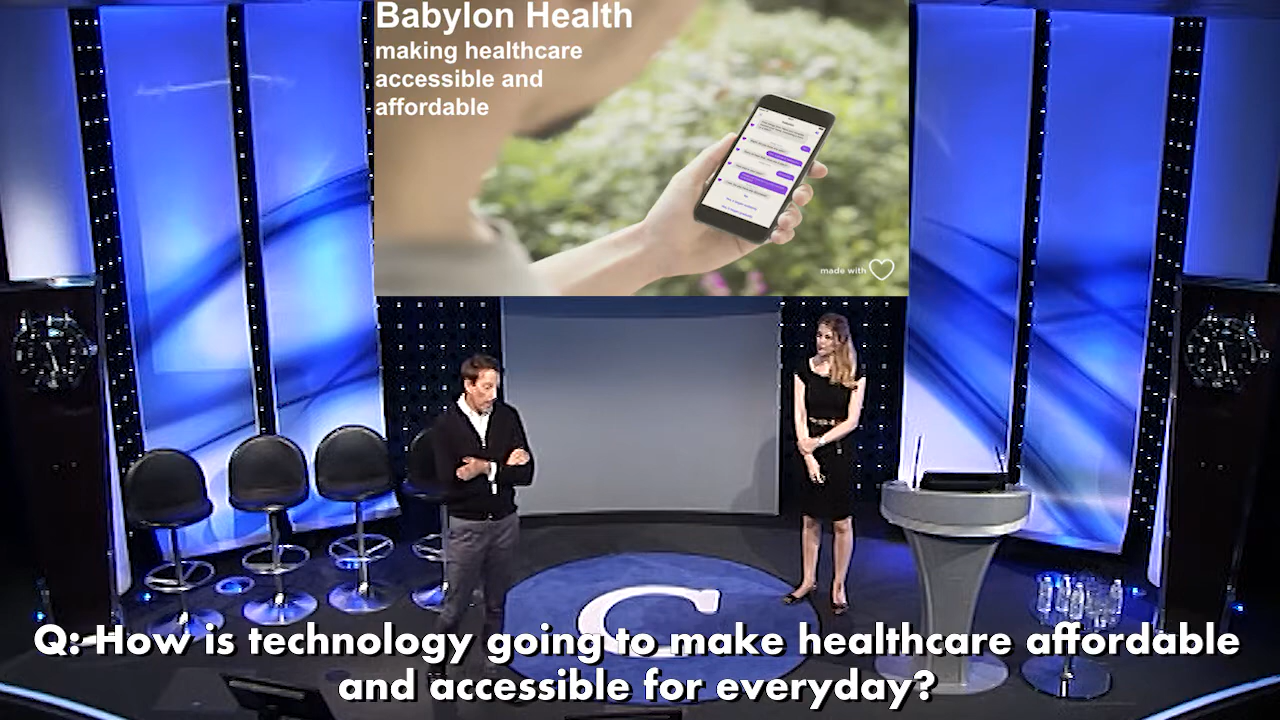 Babylon Health
making healthcare
accessible and
affordable
made with
C
Q: How is technology going to make healthcare affordable
and accessible for everyday?